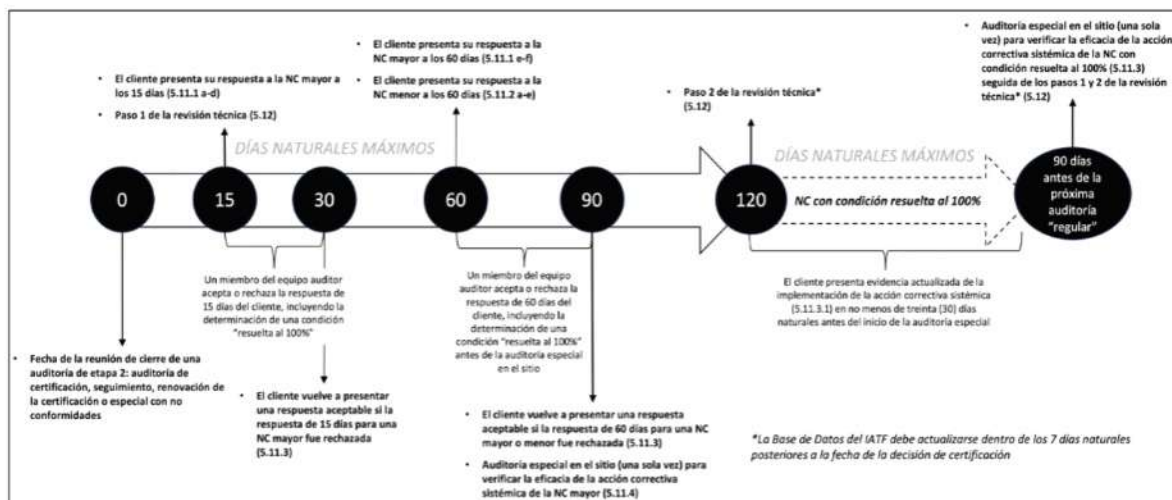 • El cliente presenta su respuesta a la NC mayor a
los 15 días (5.11.1 a-d)
• Paso 1 de la revisión técnica (5.12)
• El cliente presenta su respuesta a la
NC mayor a los 60 días (5.11.1 e-f)
• El cliente presenta su respuesta a la
NC menor a los 60 días (5.11.2 a-e)
• Paso 2 de la revisión técnica*
(5.12)
• Auditoría especial en el sitio (una sola
vez) para verificar la eficacia de la acción
correctiva sistémica de la NC con
condición resuelta al 100% (5.11.3)
seguida de los pasos 1 y 2 de la revisión
técnica* (5.12)
DÍAS NATURALES MÁXIMOS
DÍAS NATURALES MÁXIMOS
0
15
30
60
90
120
NC con condición resuelta al 100%
90 días
antes de la
próxima
auditoría
"regular"
Un miembro del equipo auditor
acepta o rechaza la respuesta de
15 días del cliente, incluyendo la
determinación de una condición
"resuelta al 100%"
Un miembro del equipo
auditor acepta o rechaza la
respuesta de 60 días del
cliente, incluyendo la
determinación de una
condición "resuelta al 100%"
antes de la auditoría especial
en el sitio
El cliente presenta evidencia actualizada de la
implementación de la acción correctiva sistémica
(5.11.3.1) en no menos de treinta (30) días
naturales antes del inicio de la auditoría especial
• Fecha de la reunión de cierre de una
auditoría de etapa 2: auditoría de
certificación, seguimiento, renovación de
la certificación o especial con no
conformidades
• El cliente vuelve a presentar
una respuesta aceptable si la
respuesta de 15 días para una
NC mayor fue rechazada
(5.11.3)
• El cliente vuelve a presentar una respuesta
aceptable si la respuesta de 60 días para una NC
mayor o menor fue rechazada (5.11.3)
• Auditoría especial en el sitio (una sola vez) para
verificar la eficacia de la acción correctiva
sistémica de la NC mayor (5.11.4)
*La Base de Datos del IATF debe actualizarse dentro de los 7 días naturales
posteriores a la fecha de la decisión de certificación